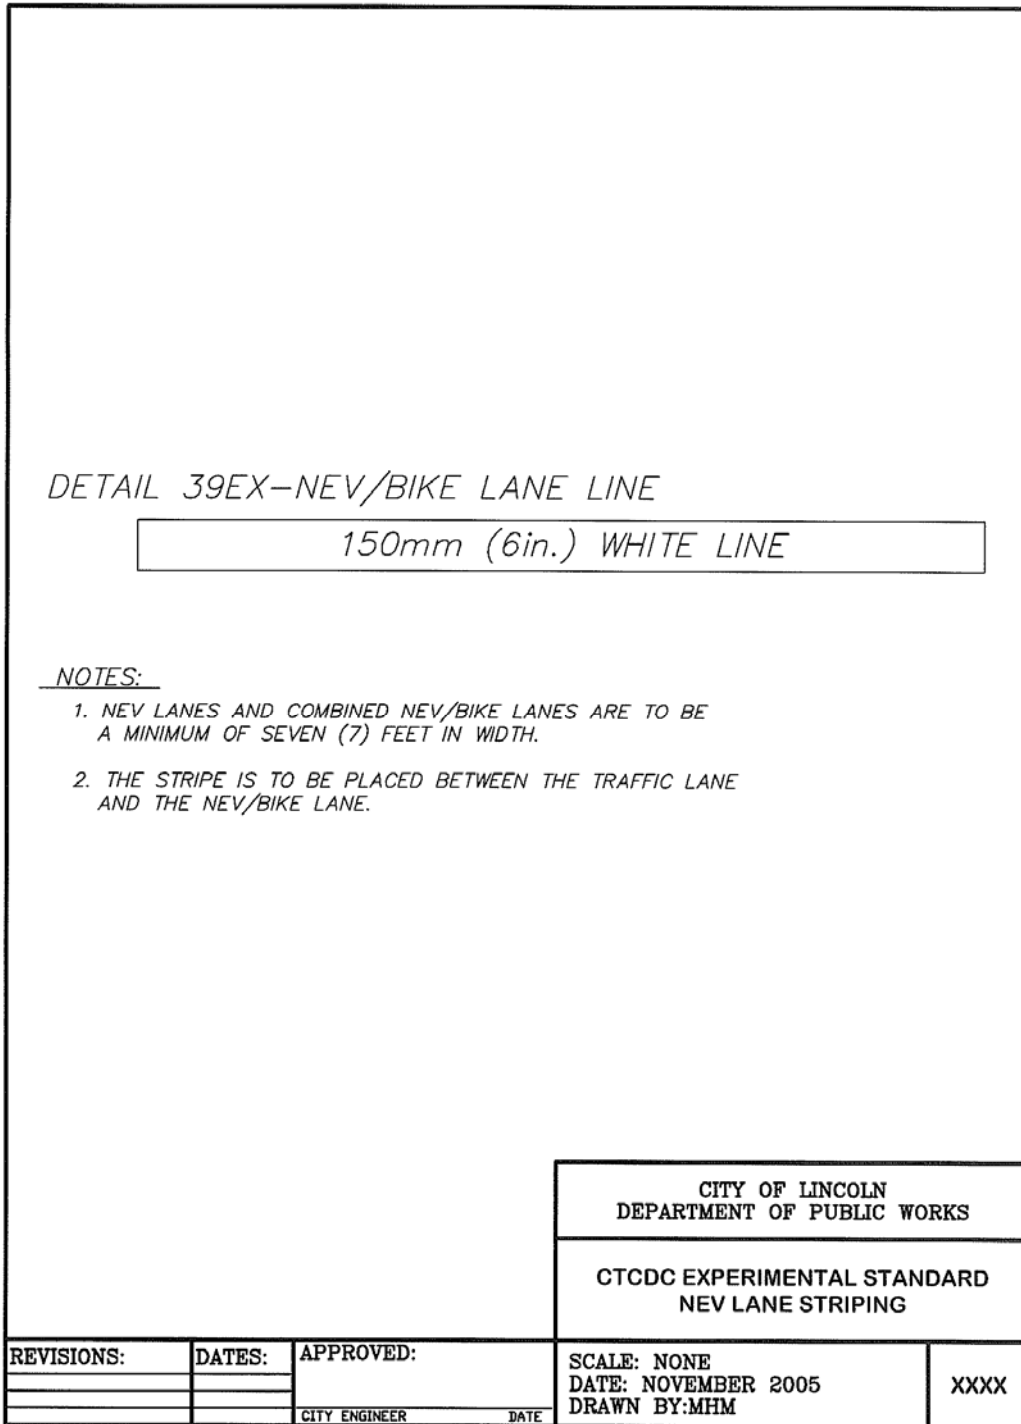 DETAIL 39EX-NEV/BIKE LANE LINE
150mm (6in.) WHITE LINE
NOTES:
1. NEV LANES AND COMBINED NEV/BIKE LANES ARE TO BE
A MINIMUM OF SEVEN (7) FEET IN WIDTH.
2. THE STRIPE IS TO BE PLACED BETWEEN THE TRAFFIC LANE
AND THE NEV/BIKE LANE.
CITY OF LINCOLN
DEPARTMENT OF PUBLIC WORKS
CTCDC EXPERIMENTAL STANDARD
NEV LANE STRIPING
REVISIONS:
DATES:
APPROVED:
CITY ENGINEER DATE
SCALE: NONE
DATE: NOVEMBER 2005
DRAWN BY:MHM
XXXX